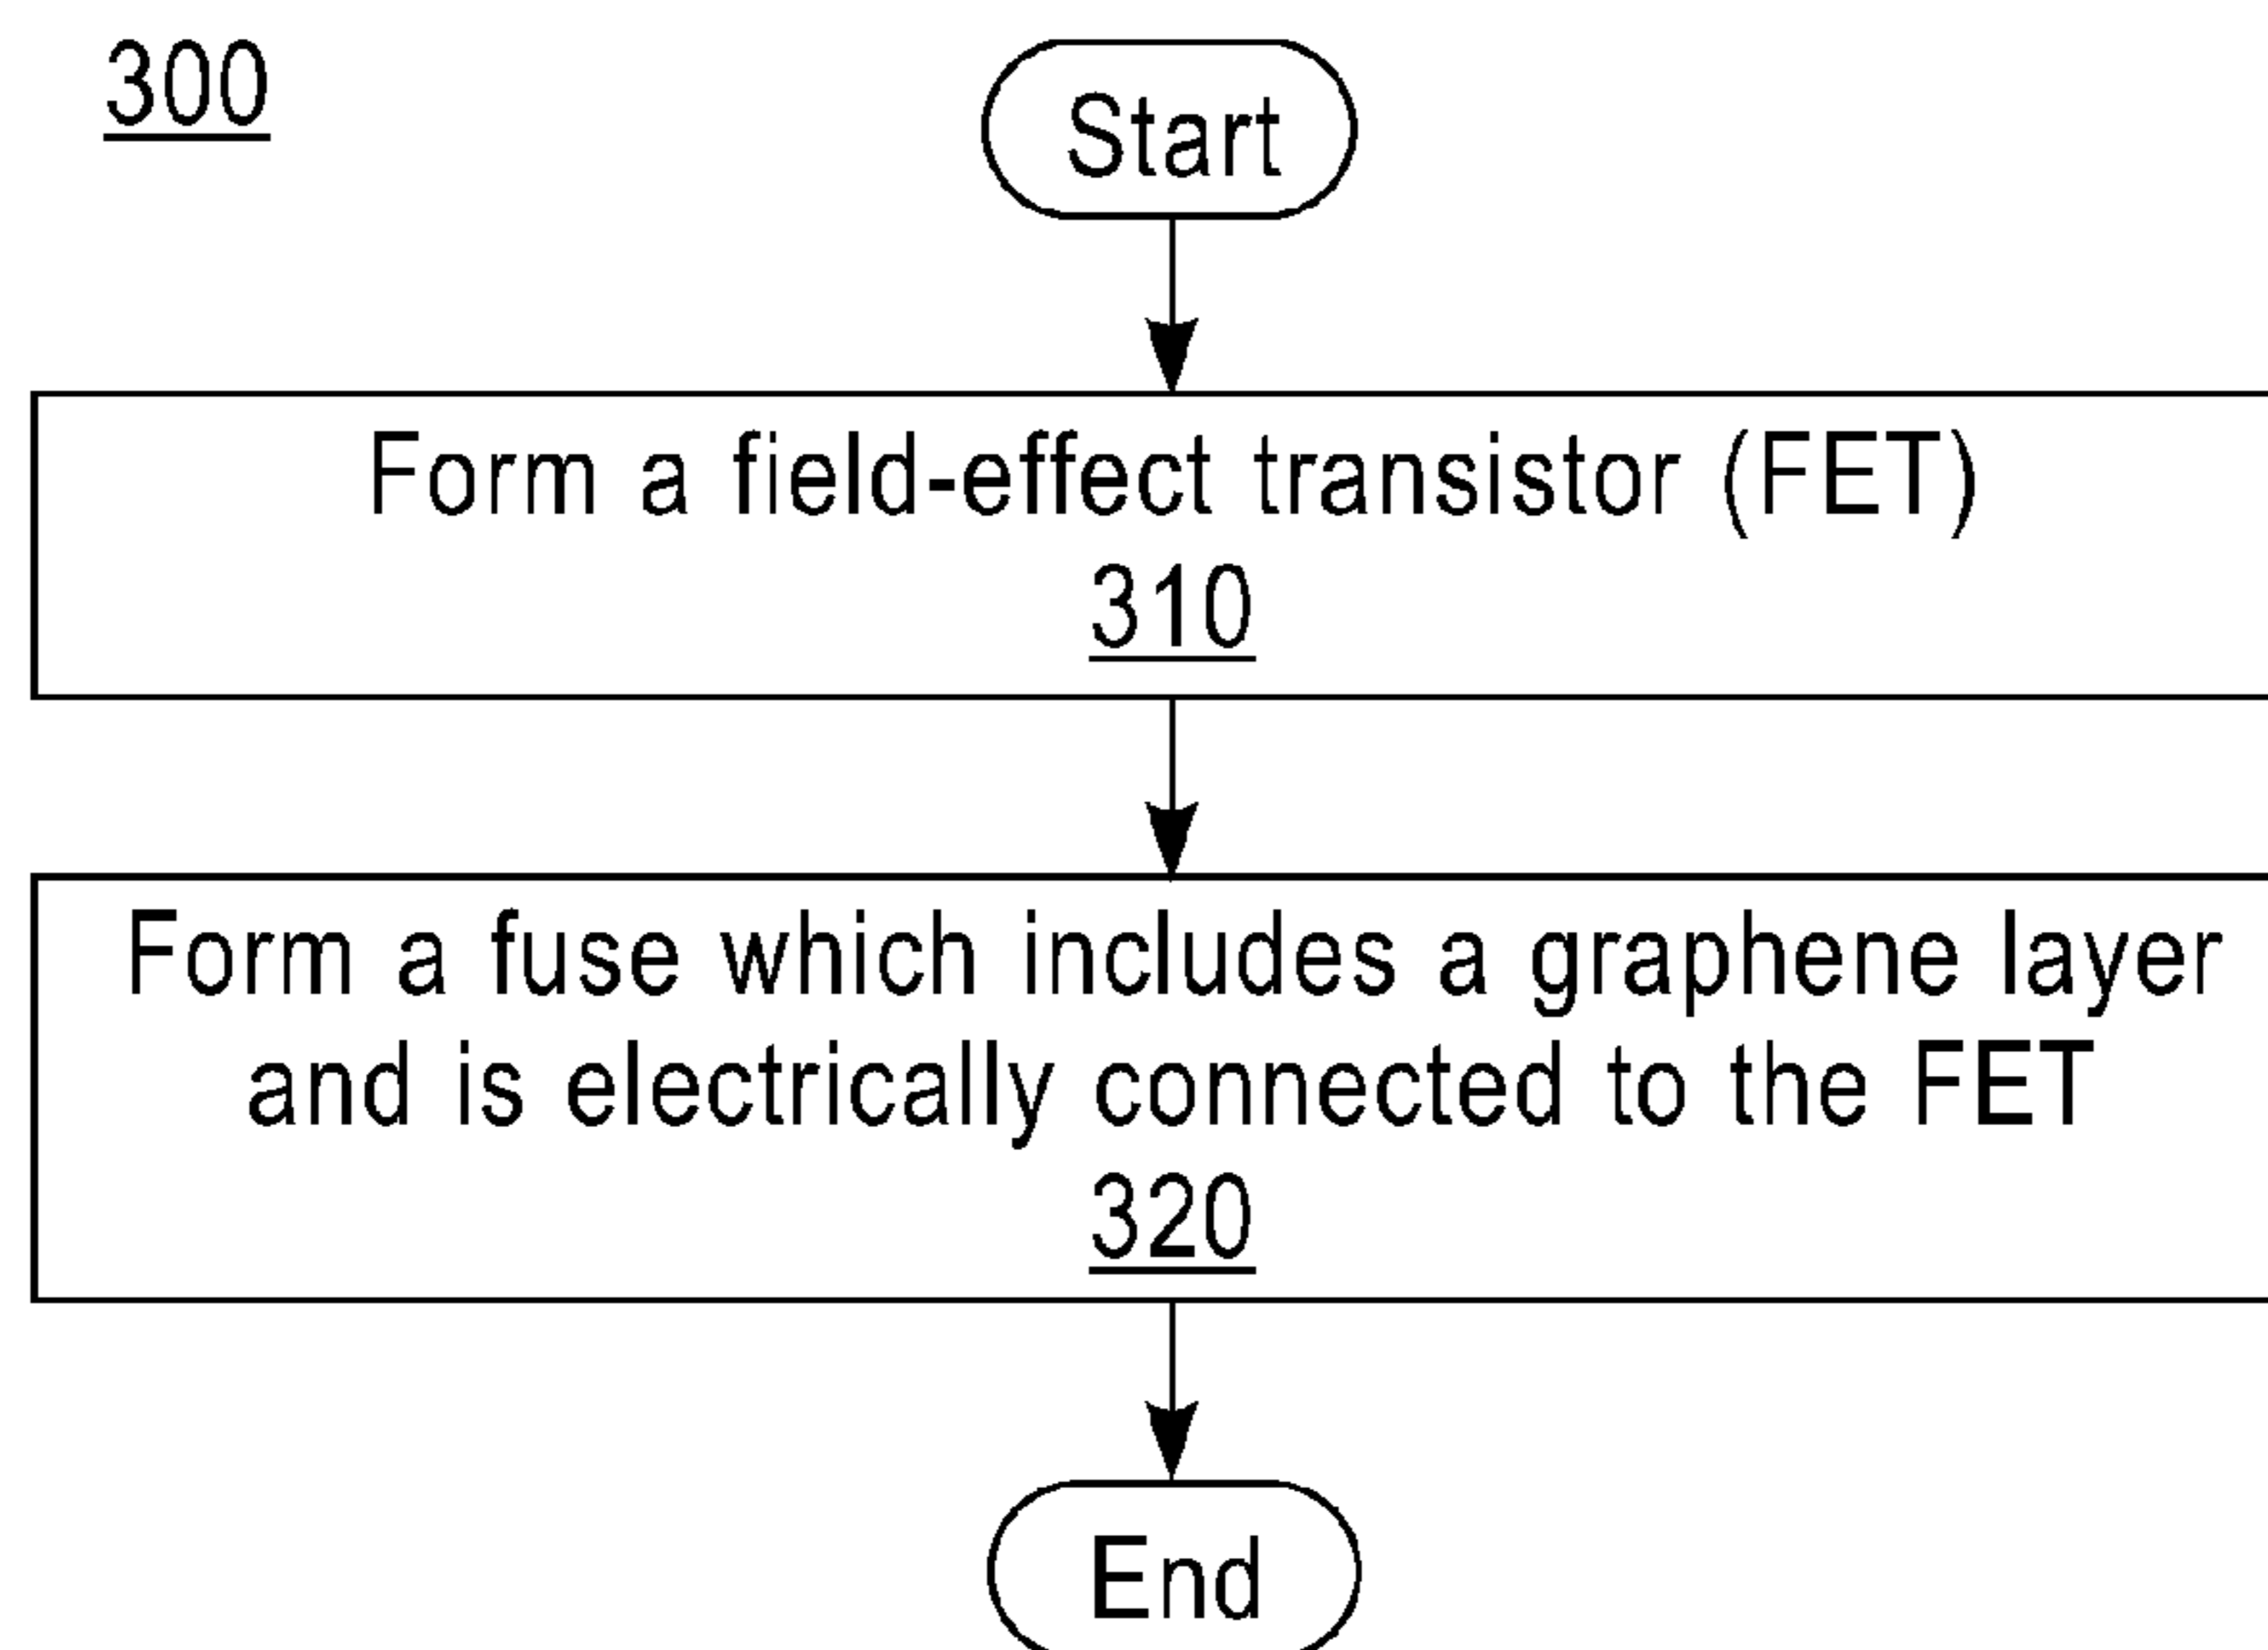 300
Start
Form a field-effect transistor (FET)
310
Form a fuse which includes a graphene layer
and is electrically connected to the FET
320
End